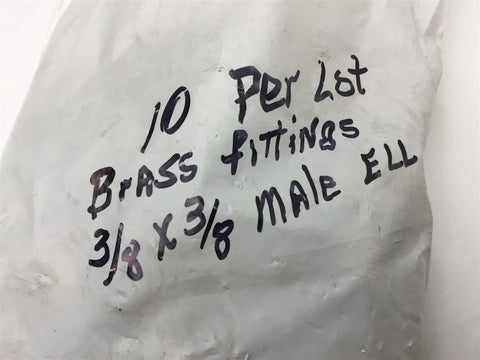 10 Per Lot
BrASS fiTTiNGS
3/8 X 3/8 MAle ELL